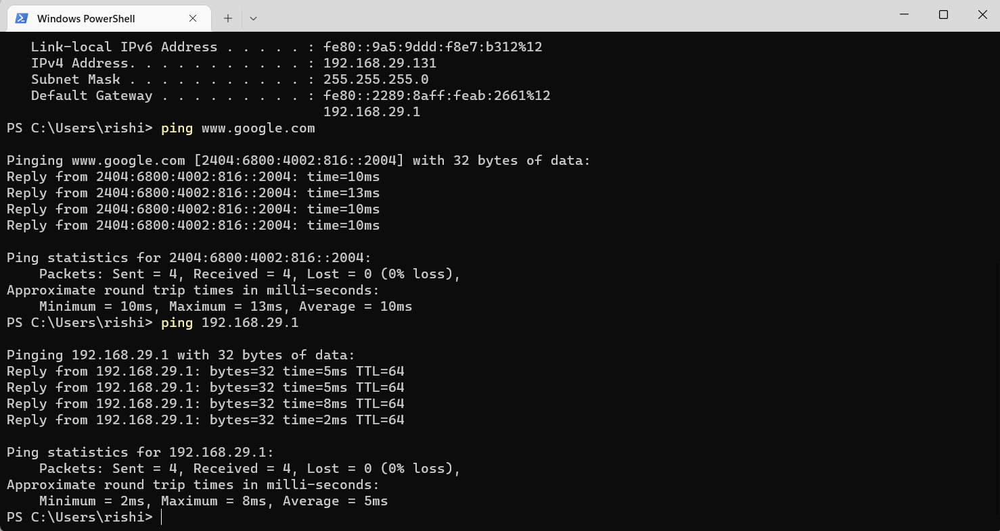 Windows PowerShell
Link-local IPv6 Address . . . . . : fe80::9a5:9ddd:f8e7:b312%12
IPv4 Address. . . . . . . . . . . : 192.168.29.131
Subnet Mask . . . . . . . . . . . : 255.255.255.0
Default Gateway . . . . . . . . . : fe80::2289:8aff:feab:2661%12
192.168.29.1
PS C:\Users\rishi> ping www.google.com
Pinging www.google.com [2404:6800:4002:816::2004] with 32 bytes of data:
Reply from 2404:6800:4002:816::2004: time=10ms
Reply from 2404:6800:4002:816::2004: time=13ms
Reply from 2404:6800:4002:816::2004: time=10ms
Reply from 2404:6800:4002:816::2004: time=10ms
Ping statistics for 2404:6800:4002:816::2004:
Packets: Sent = 4, Received = 4, Lost = 0 (0% loss),
Approximate round trip times in milli-seconds:
Minimum = 10ms, Maximum = 13ms, Average = 10ms
PS C:\Users\rishi> ping 192.168.29.1
Pinging 192.168.29.1 with 32 bytes of data:
Reply from 192.168.29.1: bytes=32 time=5ms TTL=64
Reply from 192.168.29.1: bytes=32 time=5ms TTL=64
Reply from 192.168.29.1: bytes=32 time=8ms TTL=64
Reply from 192.168.29.1: bytes=32 time=2ms TTL=64
Ping statistics for 192.168.29.1:
Packets: Sent = 4, Received = 4, Lost = 0 (0% loss),
Approximate round trip times in milli-seconds:
Minimum = 2ms, Maximum = 8ms, Average = 5ms
PS C:\Users\rishi>